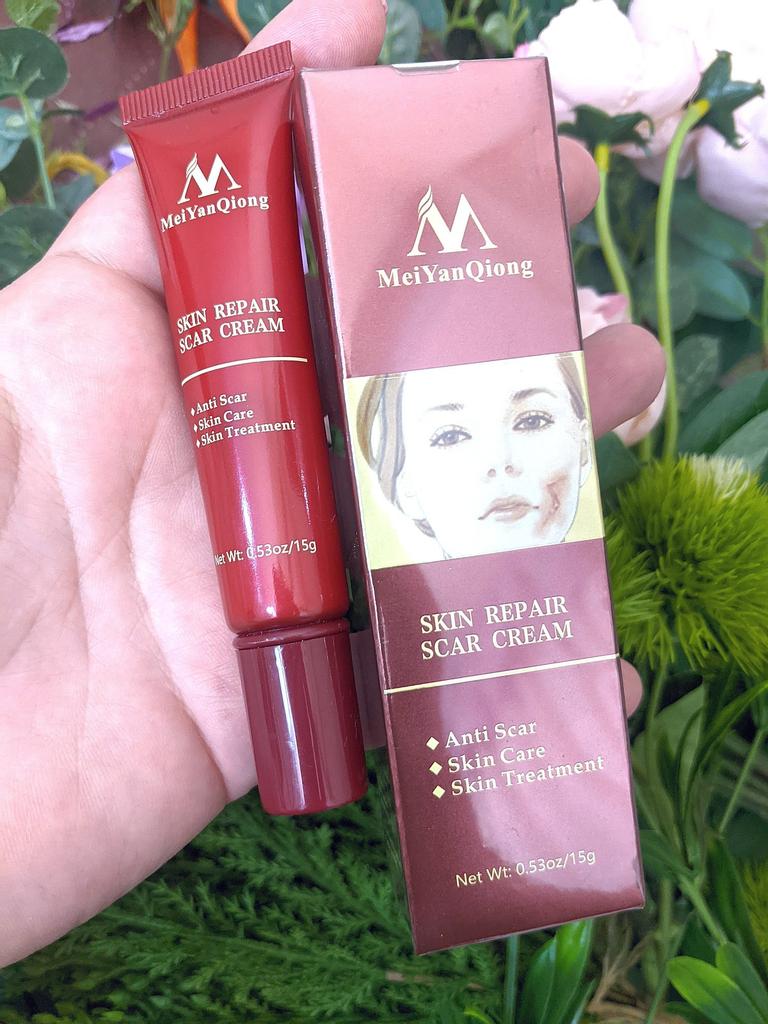 MeiYanQiong
SKIN REPAIR
SCAR CREAM
◆Anti Scar
◆Skin Care
◆Skin Treatment
Net Wt: 0.53oz/15g
MeiYanQiong
SKIN REPAIR
SCAR CREAM
◆ Anti Scar
◆ Skin Care
◆ Skin Treatment
Net Wt: 0.53oz/15g